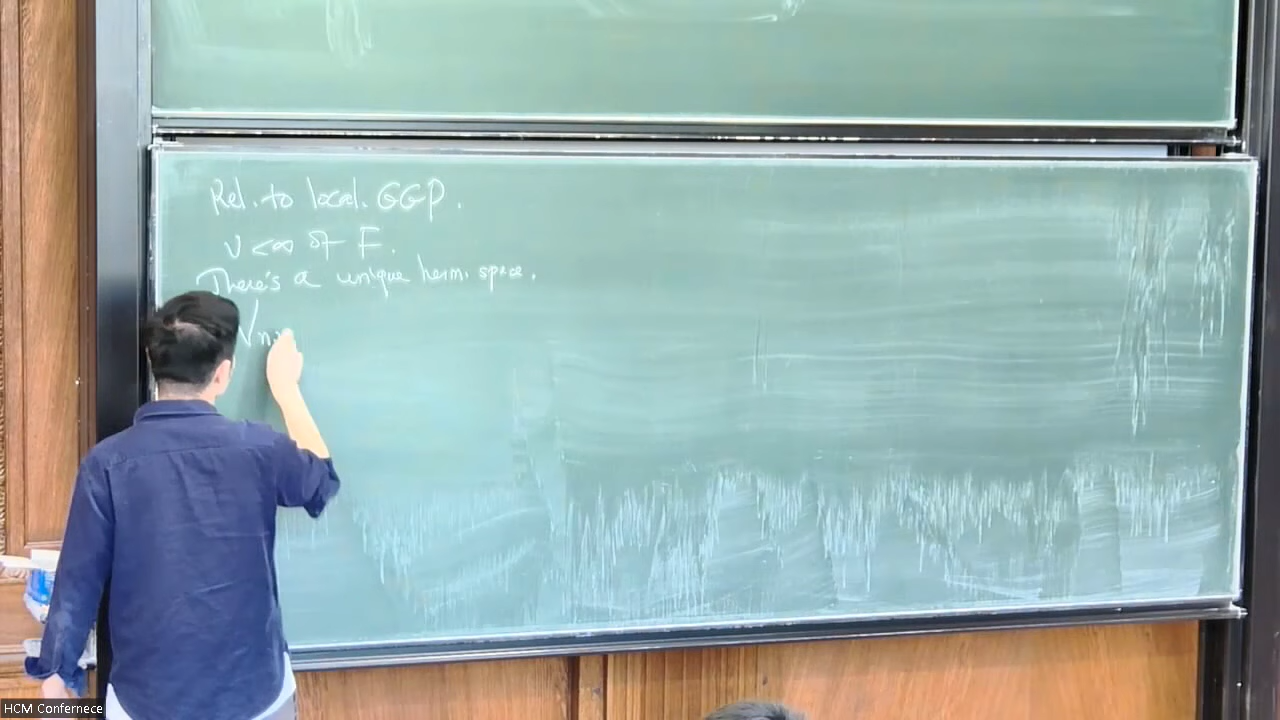 Rel. to local. GGP.
v < ∞ of F.
There's a unique herm. space.
V n
HCM Confernece